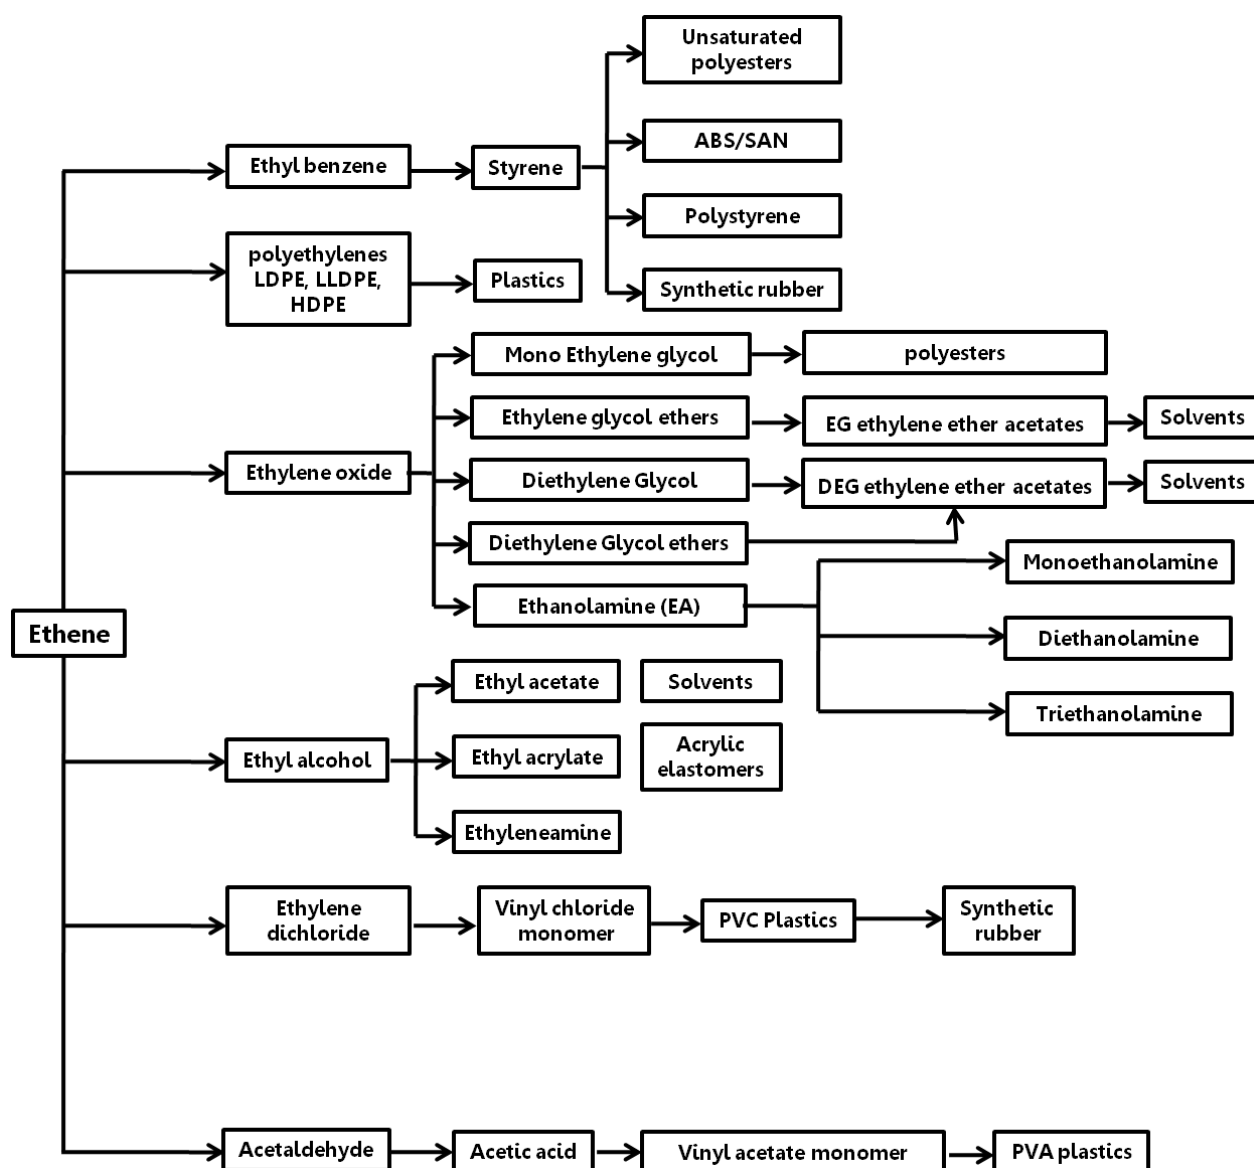 Unsaturated
polyesters
ABS/SAN
Ethyl benzene
Styrene
Polystyrene
polyethylenes
LDPE, LLDPE,
HDPE
Plastics
Synthetic rubber
Mono Ethylene glycol
polyesters
Ethylene glycol ethers
EG ethylene ether acetates
Solvents
Ethylene oxide
Diethylene Glycol
DEG ethylene ether acetates
Solvents
Diethylene Glycol ethers
Monoethanolamine
Ethanolamine (EA)
Ethene
Diethanolamine
Ethyl acetate
Solvents
Triethanolamine
Ethyl alcohol
Ethyl acrylate
Acrylic
elastomers
Ethyleneamine
Ethylene
dichloride
Vinyl chloride
monomer
PVC Plastics
Synthetic
rubber
Acetaldehyde
Acetic acid
Vinyl acetate monomer
PVA plastics